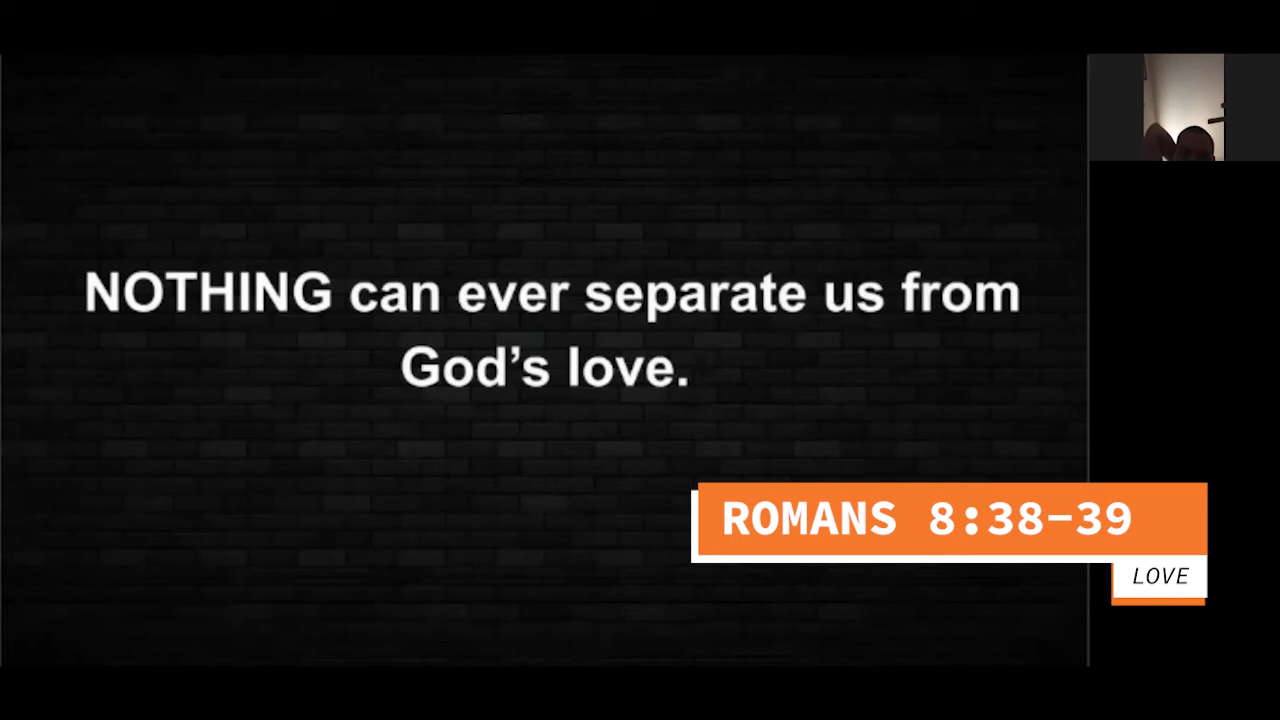 NOTHING can ever separate us from
God’s love.
ROMANS 8:38–39
LOVE